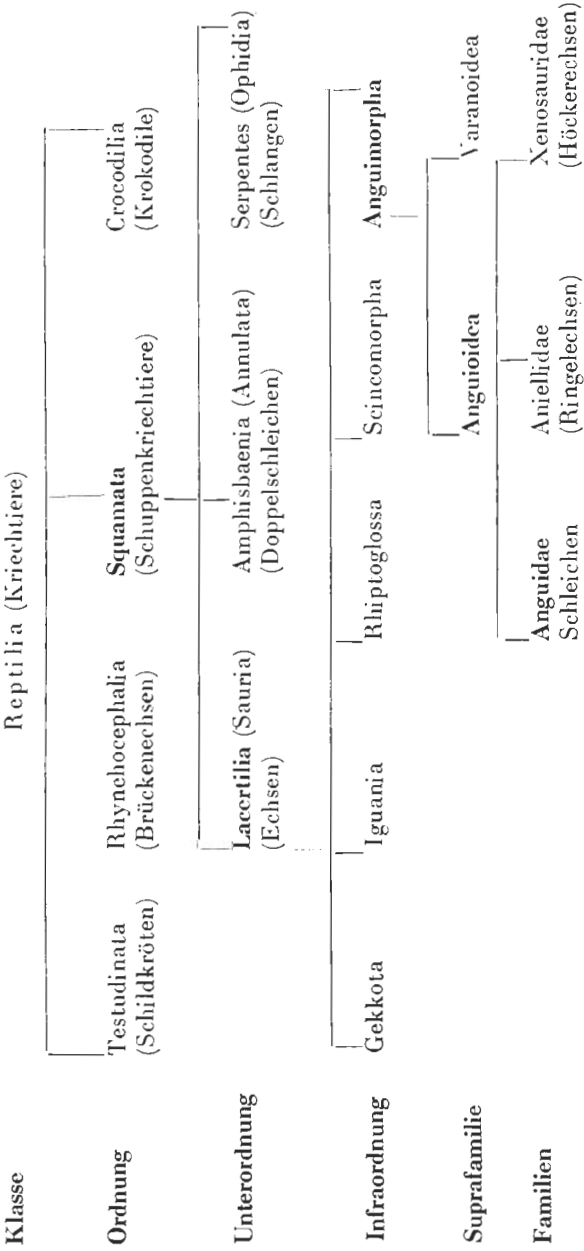 Klasse
Reptilia (Kriechtiere)
Ordnung
Testudinata
(Schildkröten)
Rhynchocephalia
(Brückenechsen)
Squamata
(Schuppenkriechtiere)
Crocodilia
(Krokodile)
Unterordnung
Lacertilia (Sauria)
(Echsen)
Amphisbaenia (Annulata)
(Doppelschleichen)
Serpentes (Ophidia)
(Schlangen)
Infraordnung
Gekkota
Iguania
Rhiptoglossa
Scincomorpha
Anguimorpha
Suprafamilie
Anguioidea
Varanoidea
Familien
Anguidae
Schleichen
Aniellidae
(Ringelechsen)
Xenosauridae
(Höckerechsen)